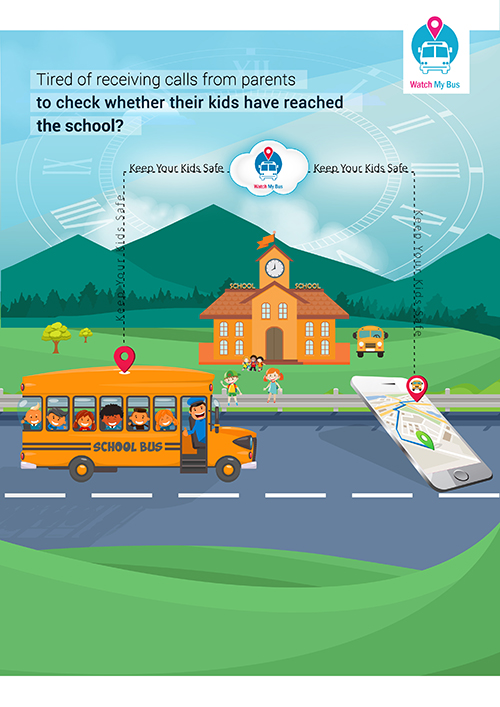 Watch My Bus
Tired of receiving calls from parents
to check whether their kids have reached
the school?
XII
Keep Your Kids Safe
Watch My Bus
Keep Your Kids Safe
Keep Your Kids Safe
Keep Your Kids Safe
SCHOOL
SCHOOL
SCHOOL BUS